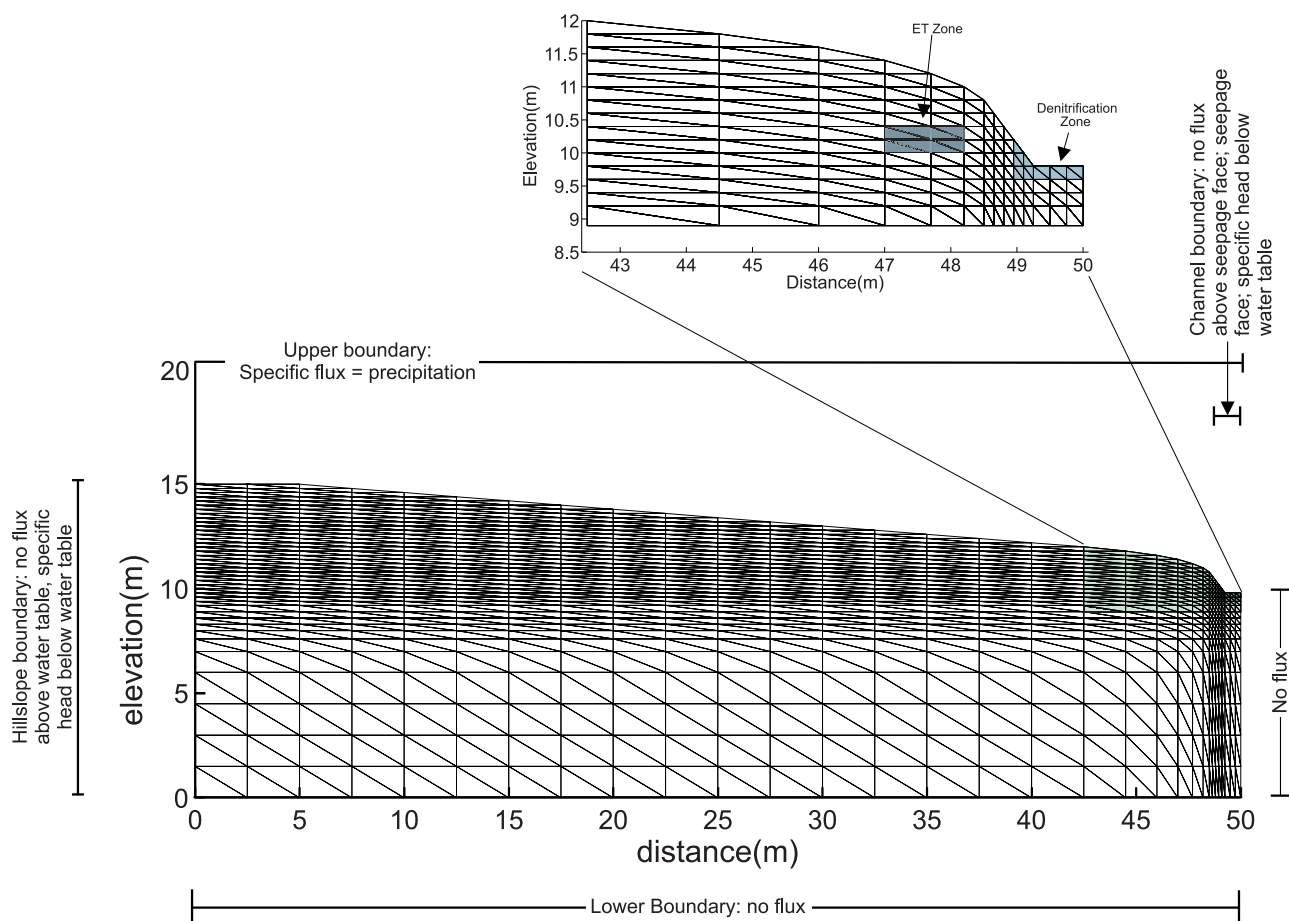 12
11.5
11
10.5
10
9.5
9
8.5
Elevation(m)
ET Zone
Denitrification
Zone
43 44 45 46 47 48 49 50
Distance(m)
Channel boundary: no flux
above seepage face; seepage
face; specific head below
water table
Upper boundary:
Specific flux = precipitation
20
15
10
5
0
elevation(m)
Hillslope boundary: no flux
above water table, specific
head below water table
No flux
0 5 10 15 20 25 30 35 40 45 50
distance(m)
Lower Boundary: no flux